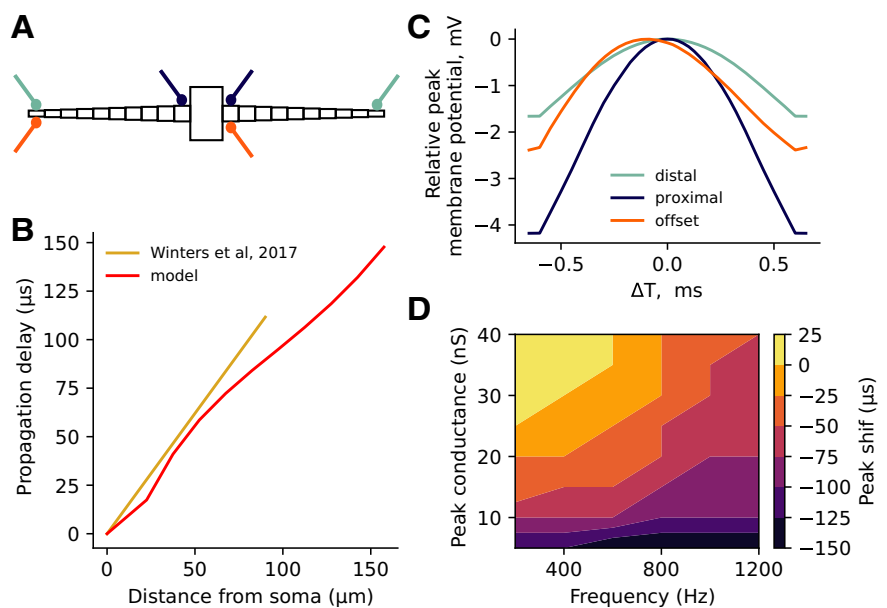 A
B
Propagation delay (µs)
150
125
100
75
50
25
0
Winters et al, 2017
model
0
50
100
150
Distance from soma (µm)
C
Relative peak
membrane potential, mV
0
−1
−2
−3
−4
distal
proximal
offset
−0.5
0.0
0.5
ΔT, ms
D
Peak conductance (nS)
40
30
20
10
400
800
1200
Frequency (Hz)
25
0
−25
−50
−75
−100
−125
−150
Peak shif (µs)